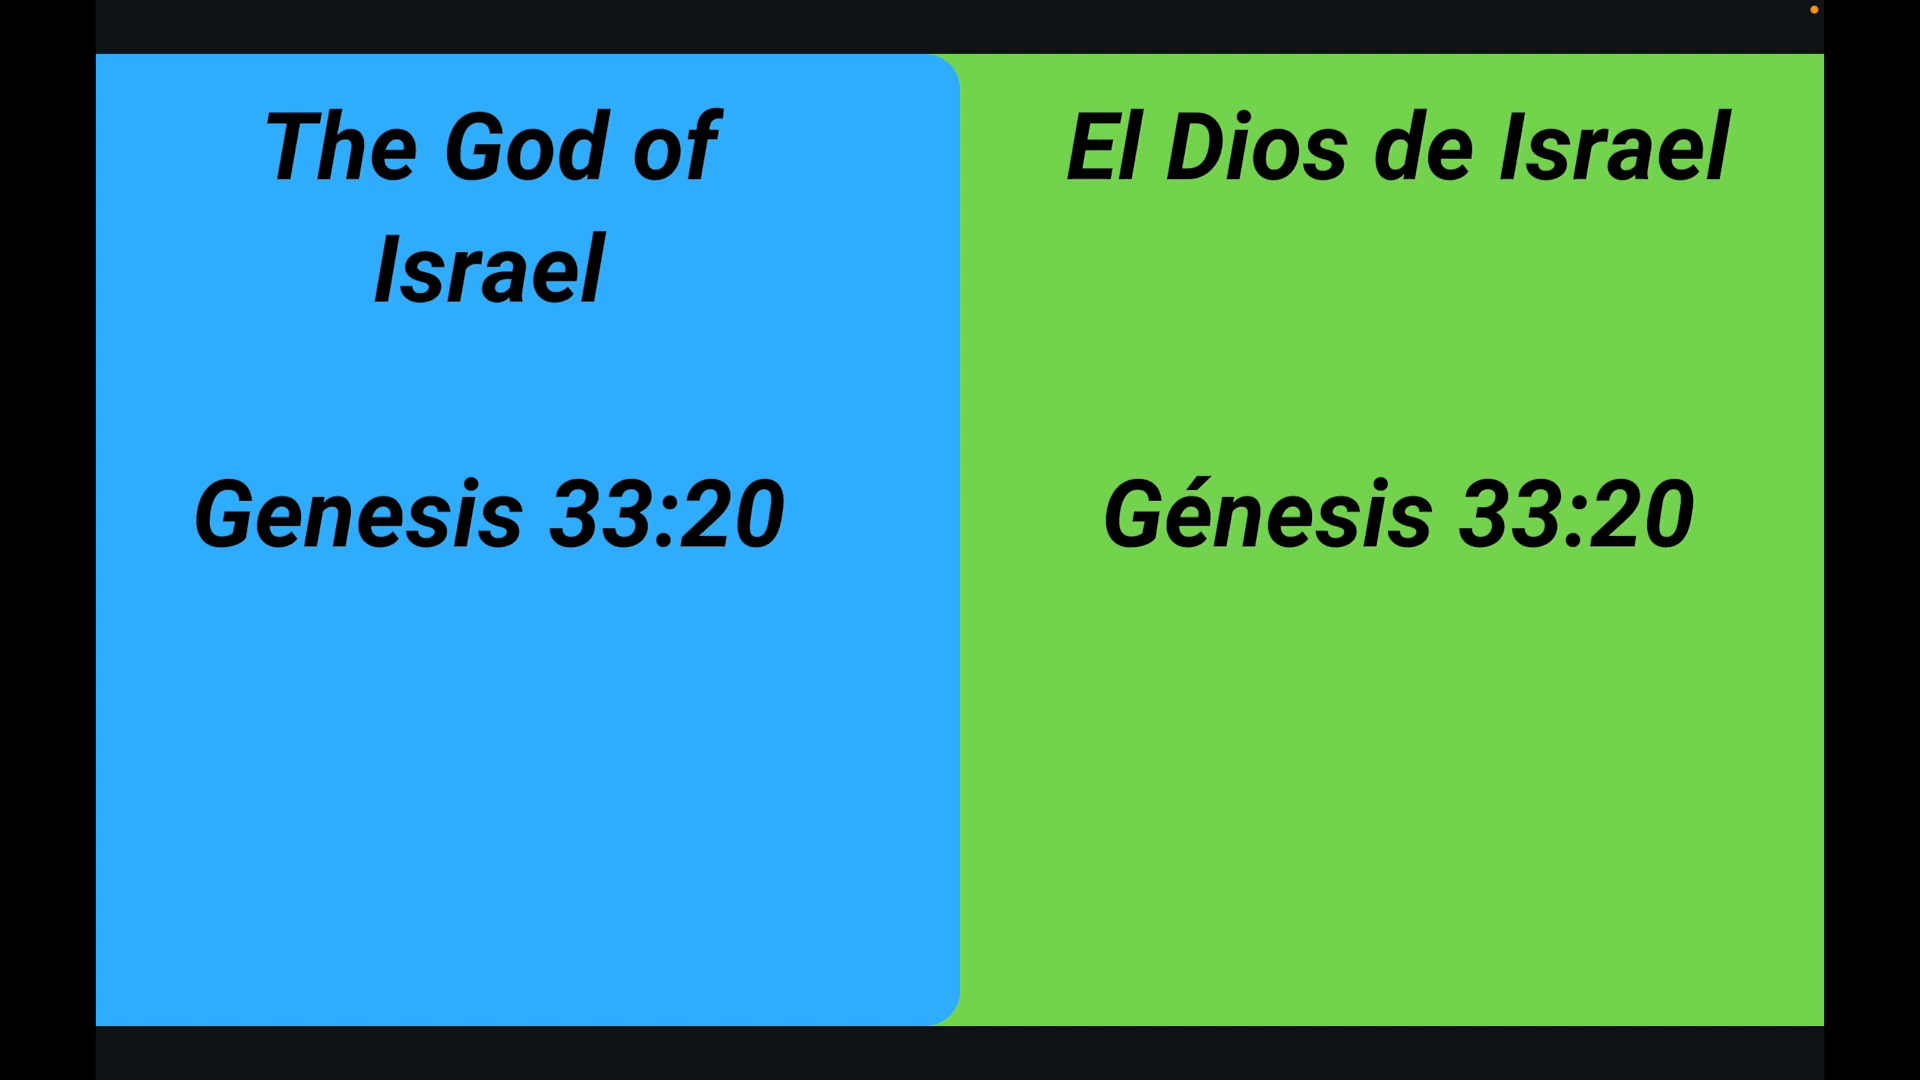 The God of
Israel
Genesis 33:20
El Dios de Israel
Génesis 33:20